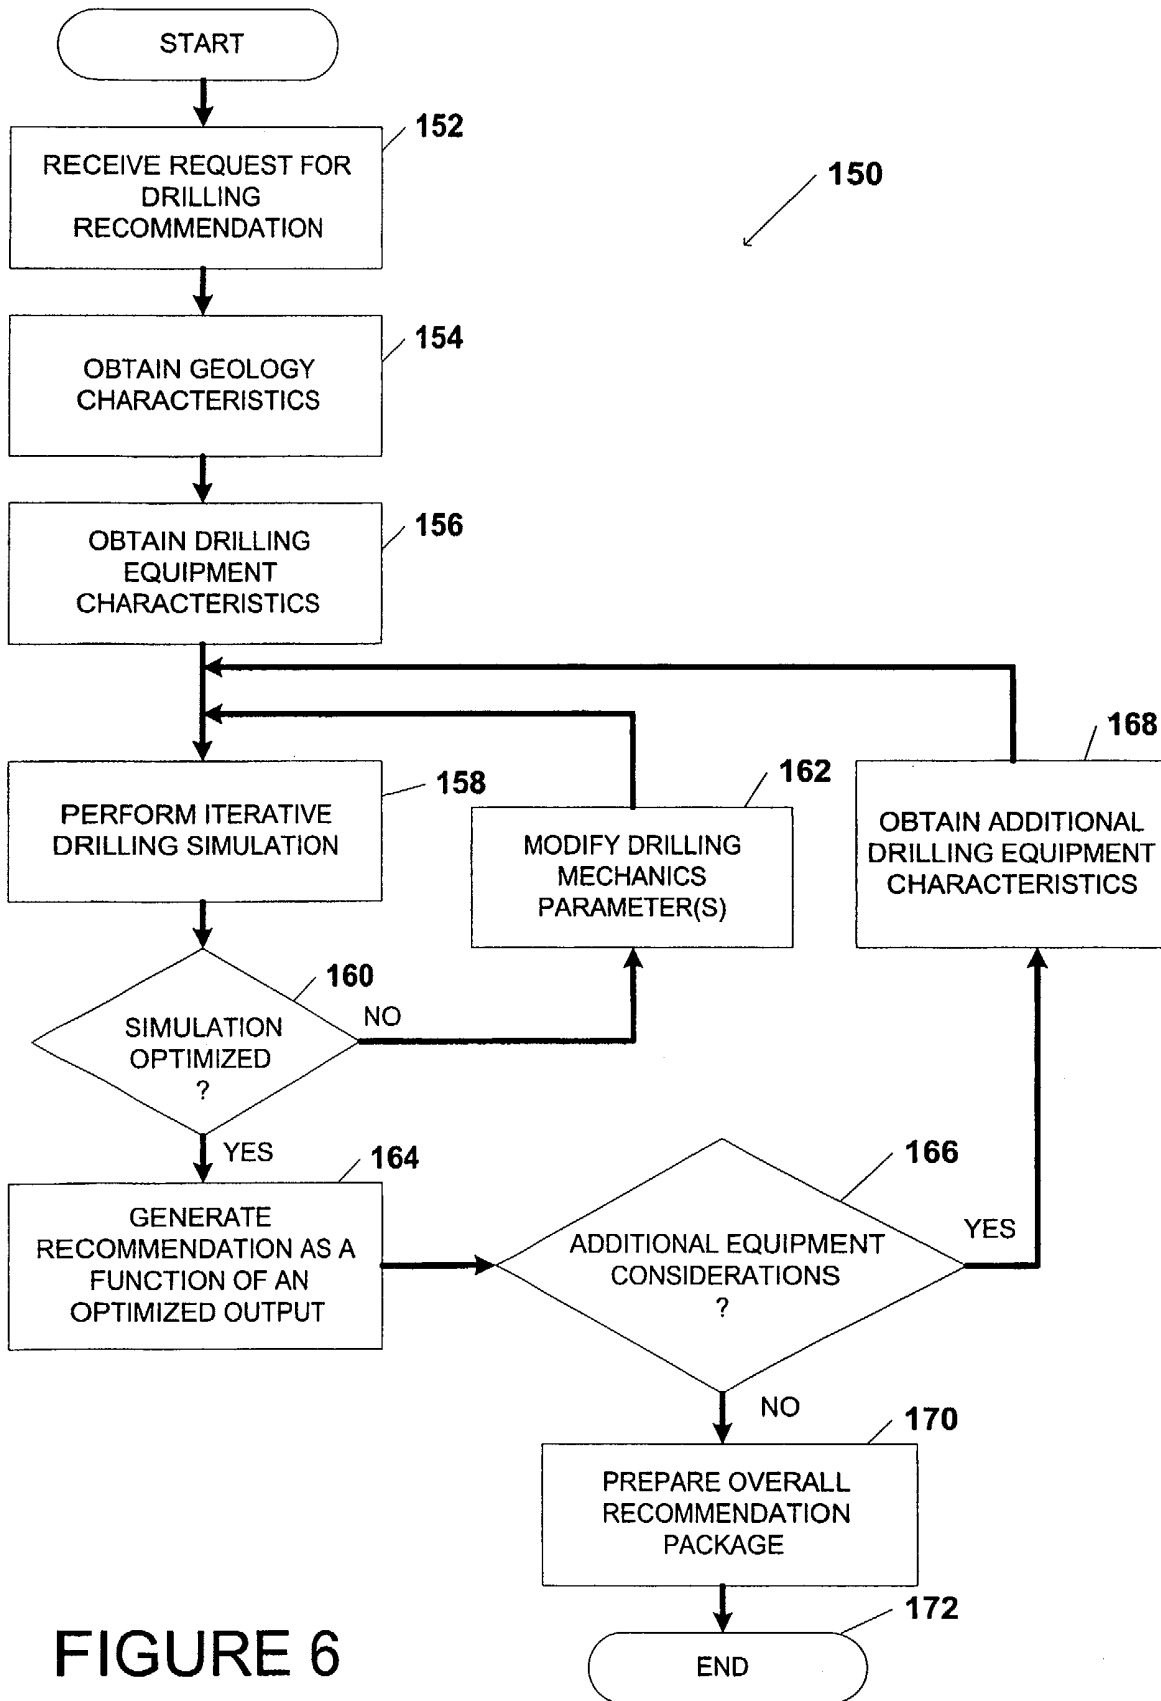 START
152
RECEIVE REQUEST FOR
DRILLING
RECOMMENDATION
150
154
OBTAIN GEOLOGY
CHARACTERISTICS
156
OBTAIN DRILLING
EQUIPMENT
CHARACTERISTICS
158
PERFORM ITERATIVE
DRILLING SIMULATION
162
MODIFY DRILLING
MECHANICS
PARAMETER(S)
168
OBTAIN ADDITIONAL
DRILLING EQUIPMENT
CHARACTERISTICS
160
SIMULATION
OPTIMIZED
?
NO
YES
164
GENERATE
RECOMMENDATION AS A
FUNCTION OF AN
OPTIMIZED OUTPUT
166
ADDITIONAL EQUIPMENT
CONSIDERATIONS
?
YES
NO
170
PREPARE OVERALL
RECOMMENDATION
PACKAGE
172
END
FIGURE 6